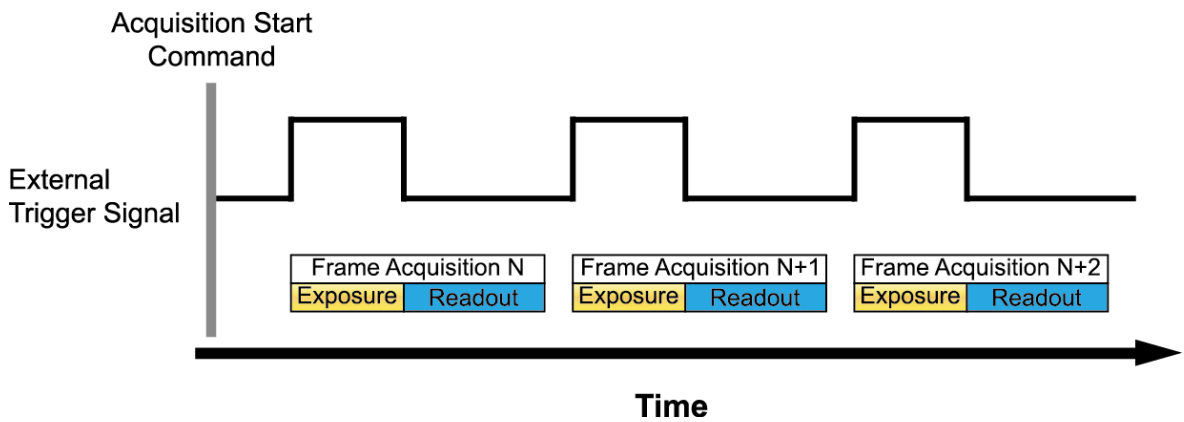 Acquisition Start
Command
External
Trigger Signal
Frame Acquisition N
Frame Acquisition N+1
Frame Acquisition N+2
Exposure
Readout
Exposure
Readout
Exposure
Readout
Time